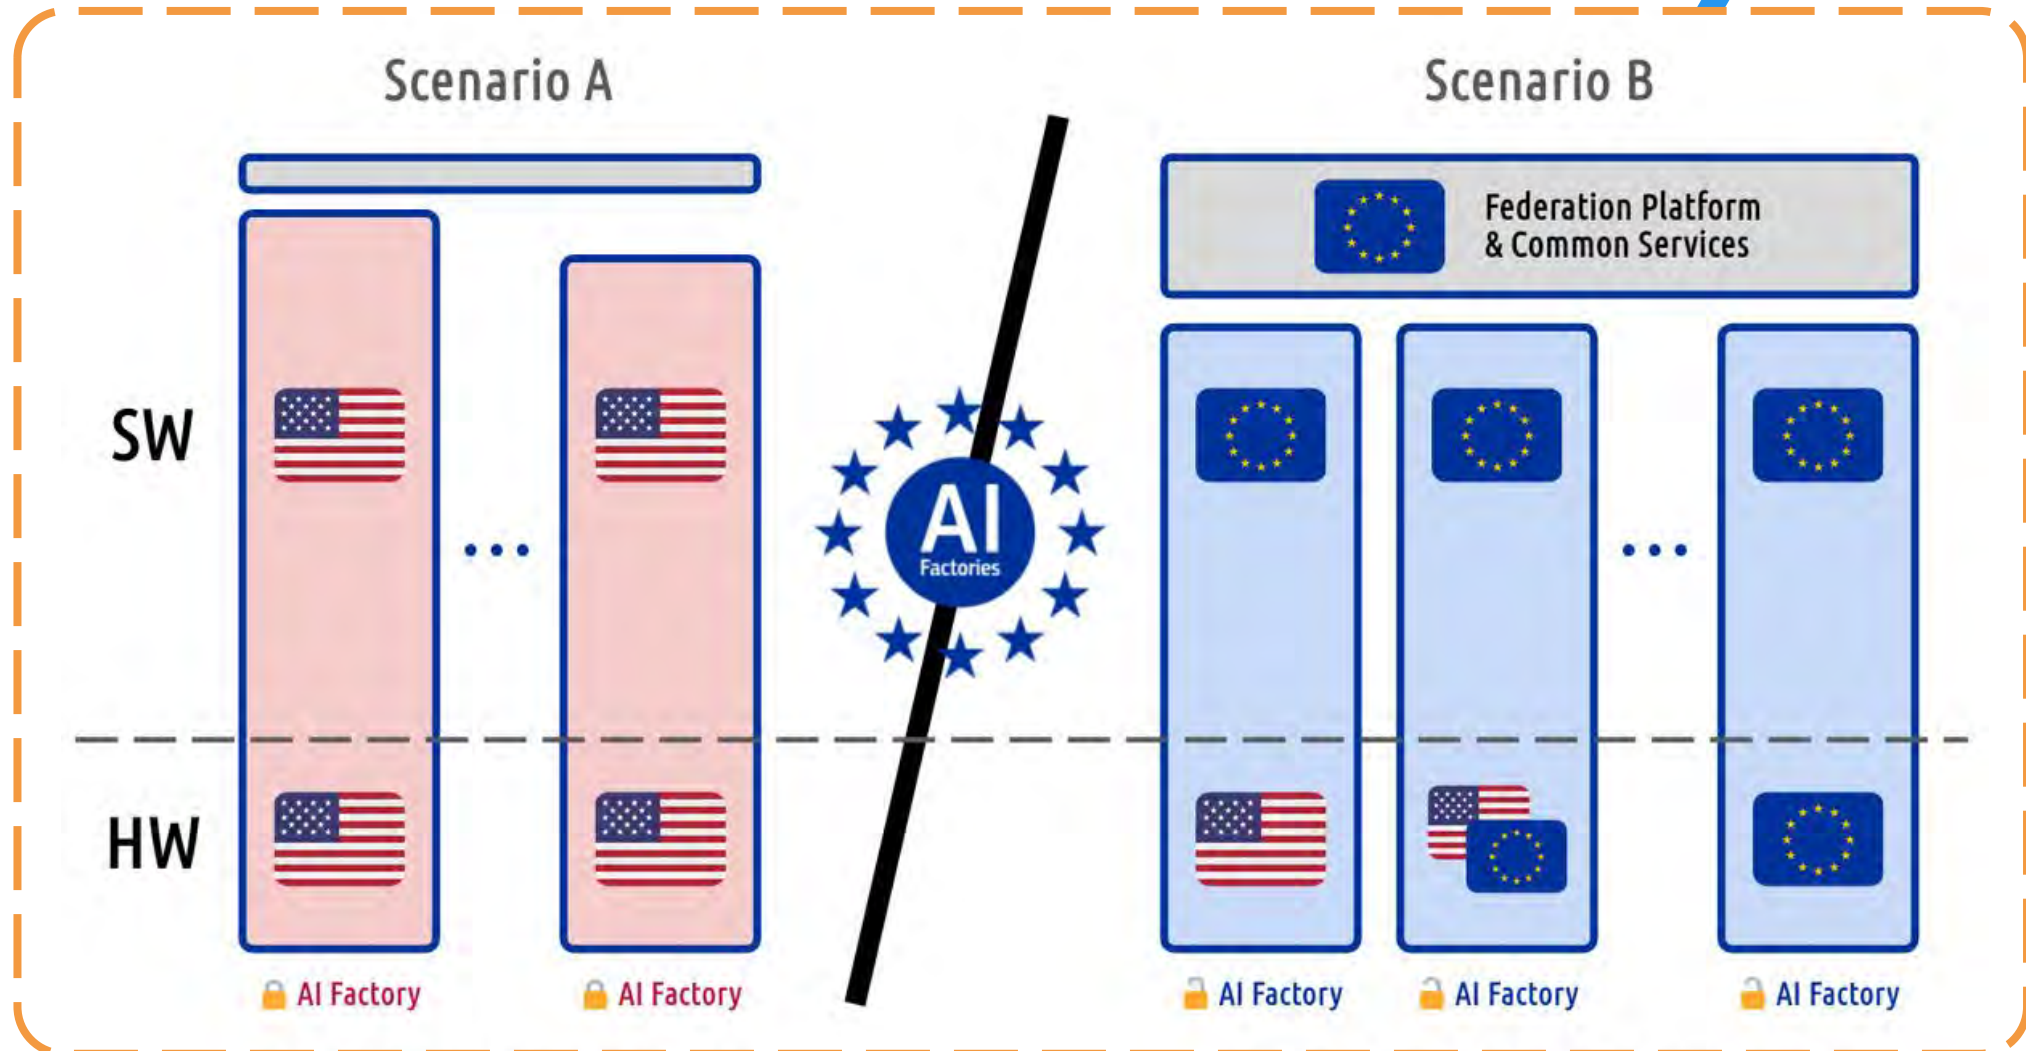 Scenario A
Scenario B
Federation Platform
& Common Services
SW
AI
Factories
HW
AI Factory
AI Factory
AI Factory
AI Factory
AI Factory